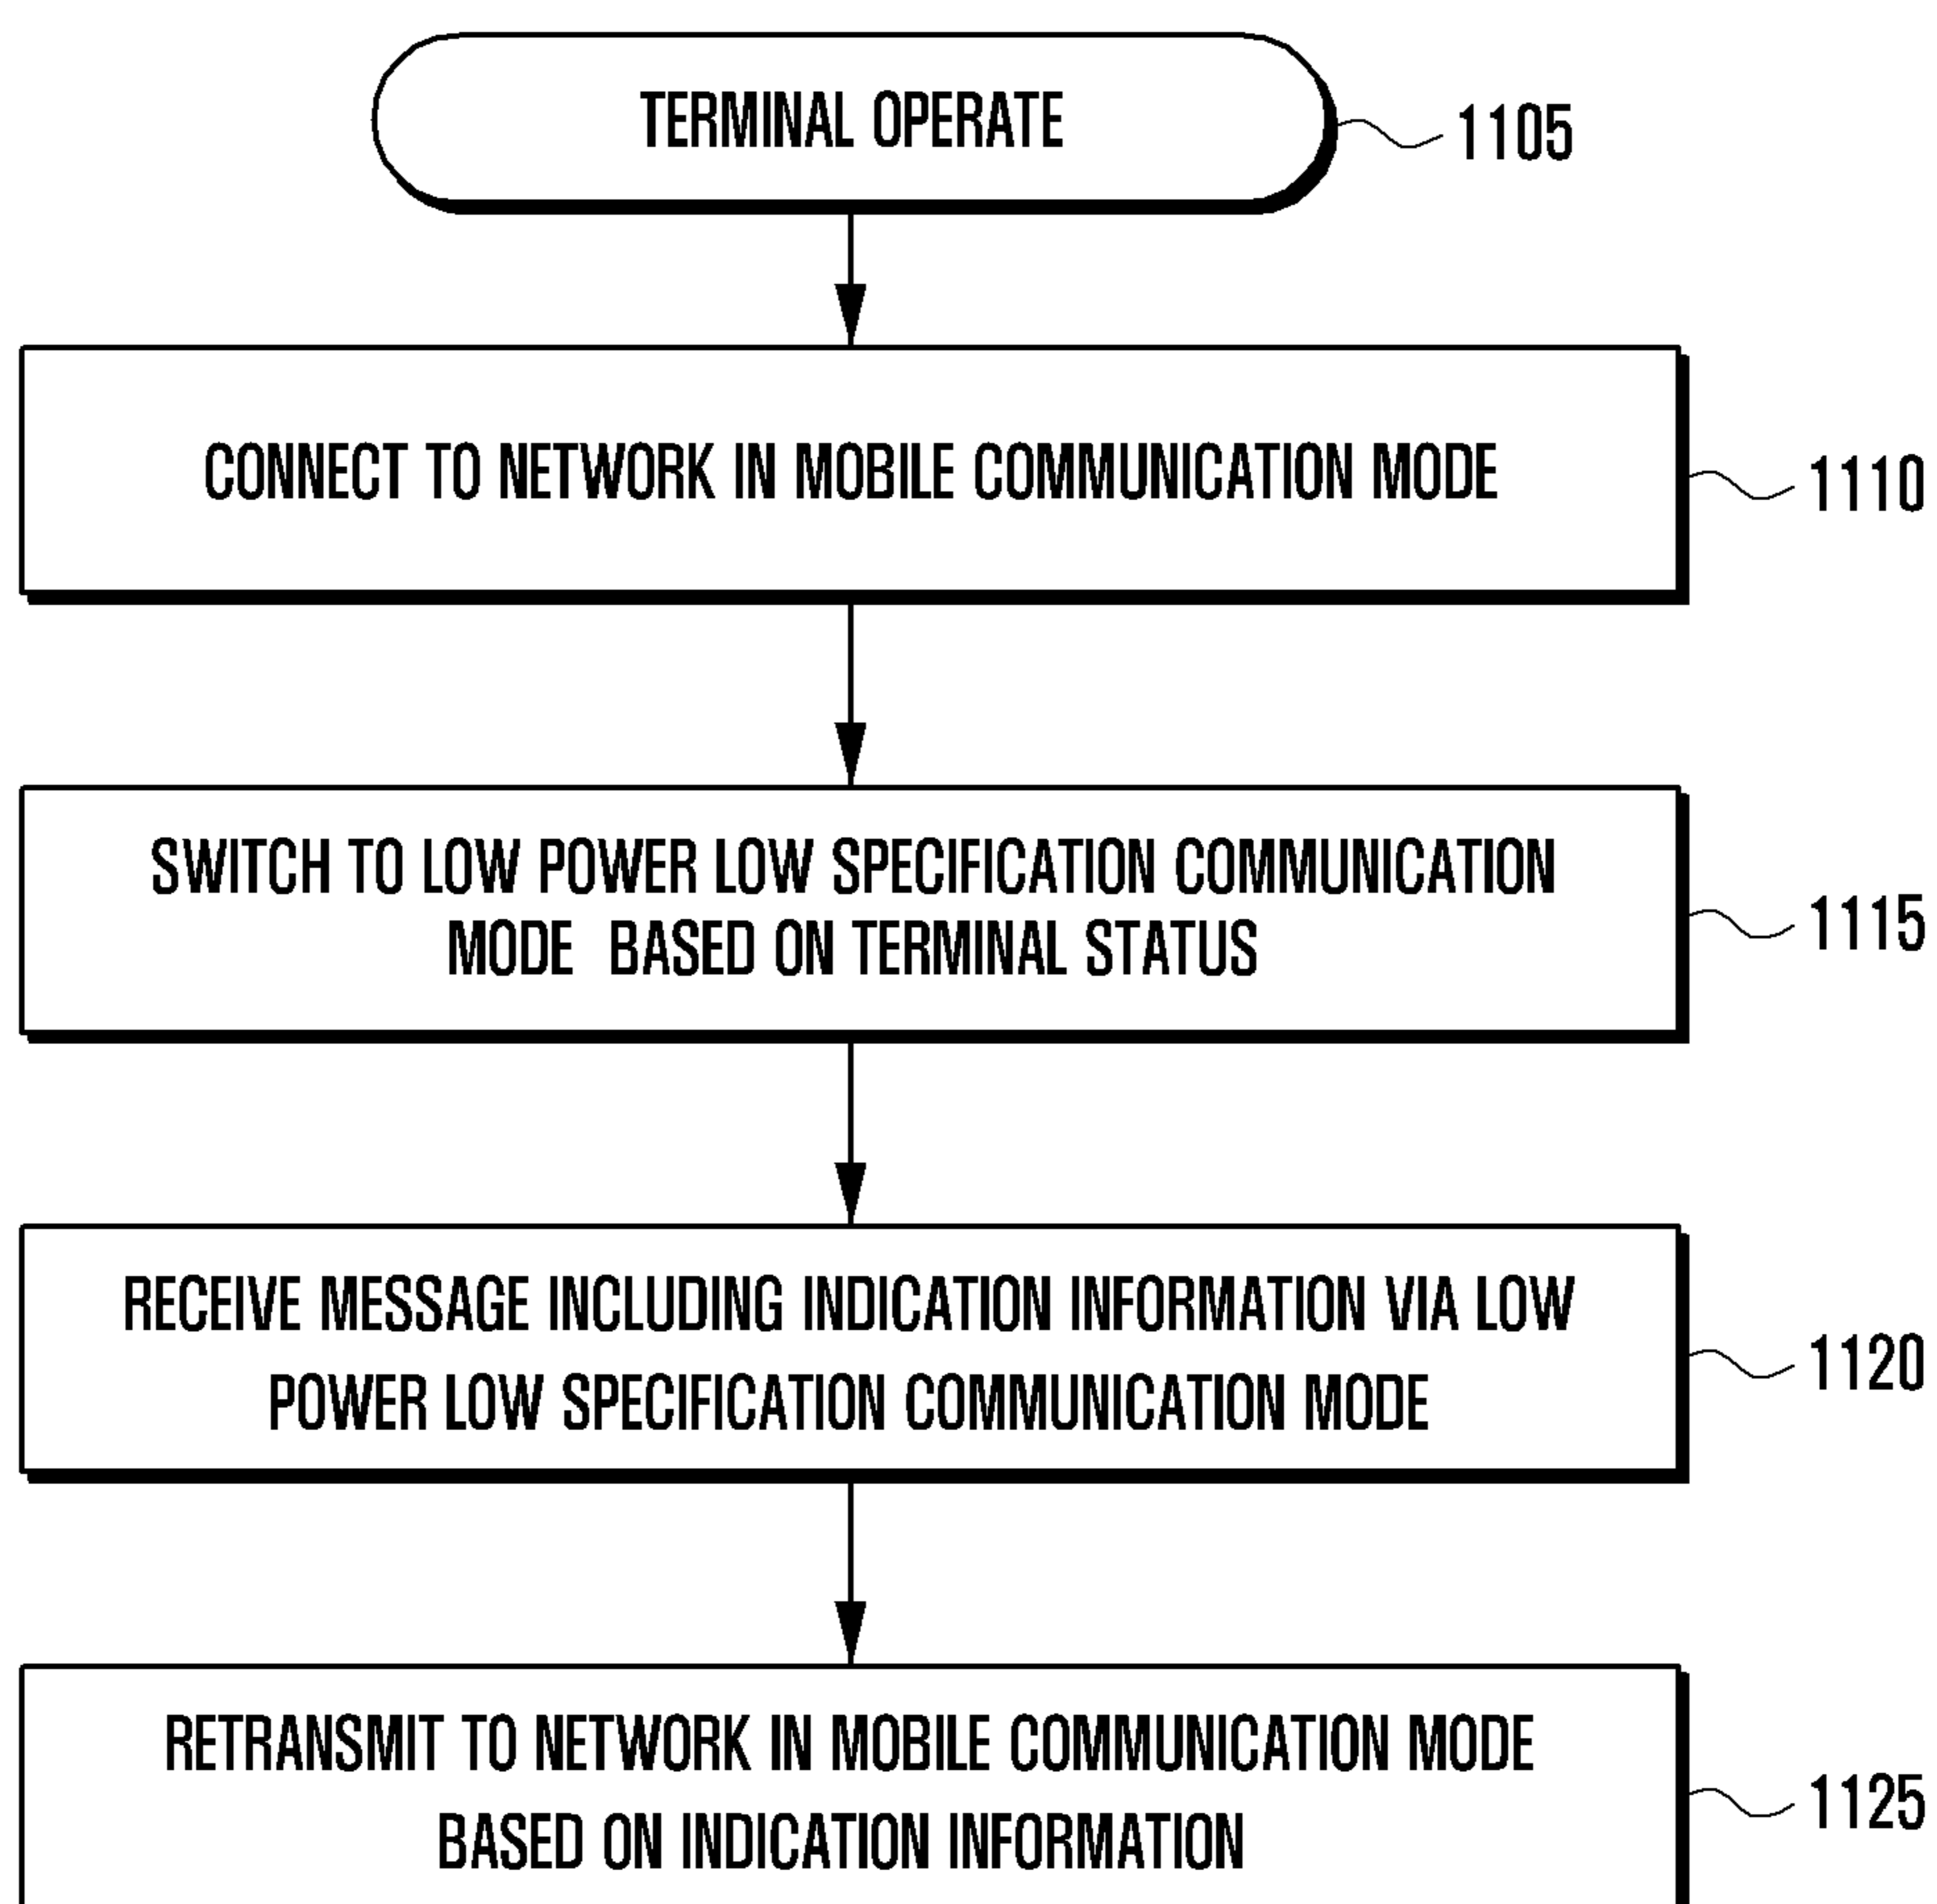 TERMINAL OPERATE
1105
CONNECT TO NETWORK IN MOBILE COMMUNICATION MODE
1110
SWITCH TO LOW POWER LOW SPECIFICATION COMMUNICATION
MODE BASED ON TERMINAL STATUS
1115
RECEIVE MESSAGE INCLUDING INDICATION INFORMATION VIA LOW
POWER LOW SPECIFICATION COMMUNICATION MODE
1120
RETRANSMIT TO NETWORK IN MOBILE COMMUNICATION MODE
BASED ON INDICATION INFORMATION
1125